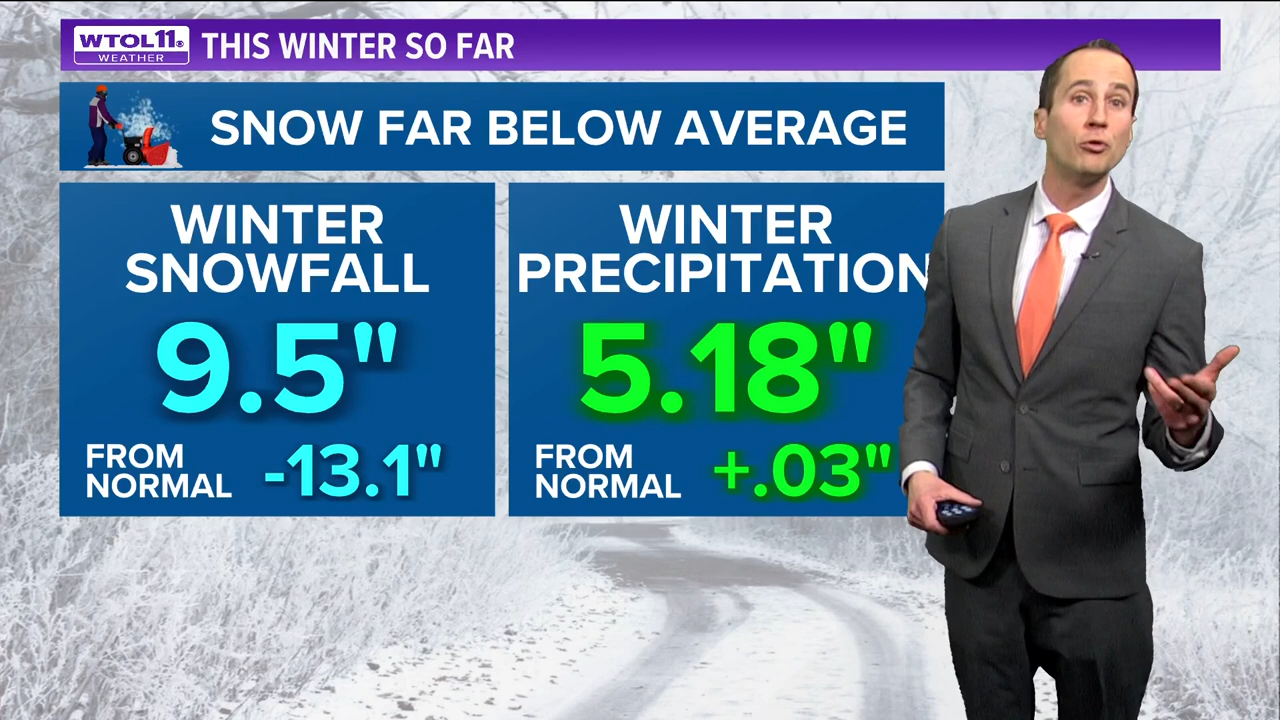 WTOL11
WEATHER
THIS WINTER SO FAR
SNOW FAR BELOW AVERAGE
WINTER
SNOWFALL
9.5"
FROM
NORMAL
-13.1"
WINTER
PRECIPITATION
5.18"
FROM
NORMAL
+.03"